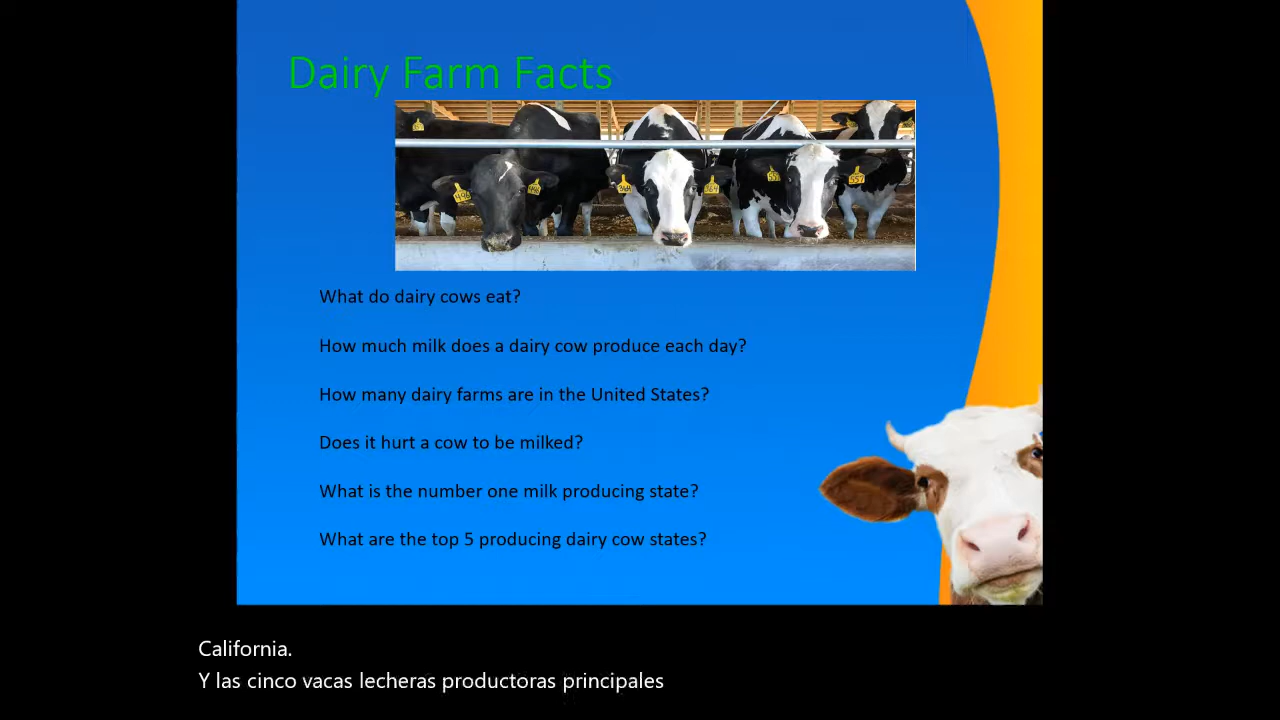 Dairy Farm Facts
What do dairy cows eat?
How much milk does a dairy cow produce each day?
How many dairy farms are in the United States?
Does it hurt a cow to be milked?
What is the number one milk producing state?
What are the top 5 producing dairy cow states?
California.
Y las cinco vacas lecheras productoras principales